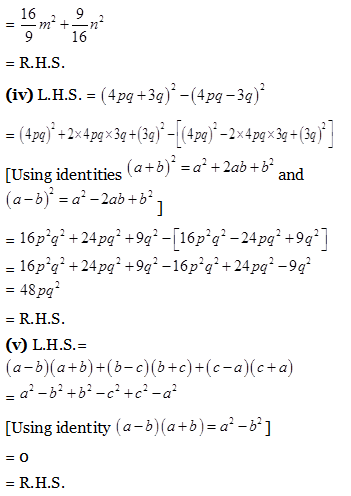 = 16/9 m² + 9/16 n²
= R.H.S.
(iv) L.H.S. = (4pq+3q)² −(4pq−3q)²
= (4pq)² +2×4pq×3q+(3q)² −[(4pq)² −2×4pq×3q+(3q)²]
[Using identities (a+b)² = a² +2ab+b² and
(a−b)² = a² −2ab+b² ]
= 16p²q² +24pq² +9q² −[16p²q² −24pq² +9q²]
= 16p²q² +24pq² +9q² −16p²q² +24pq² −9q²
= 48pq²
= R.H.S.
(v) L.H.S.=
(a−b)(a+b)+(b−c)(b+c)+(c−a)(c+a)
= a² −b² +b² −c² +c² −a²
[Using identity (a−b)(a+b)= a² −b² ]
= 0
= R.H.S.